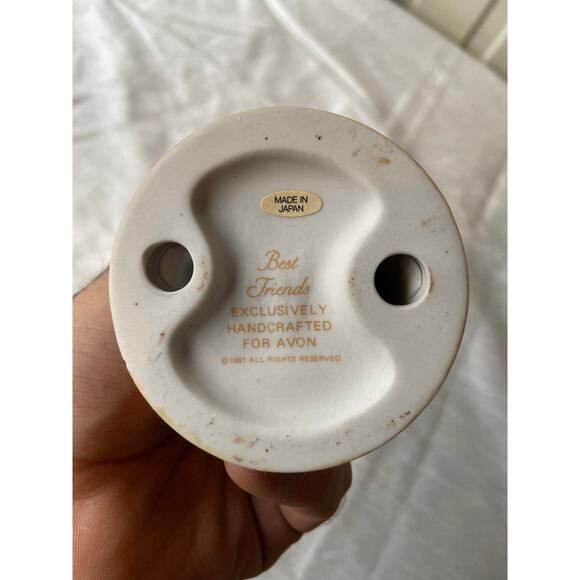 MADE IN
JAPAN
Best
Friends
EXCLUSIVELY
HANDCRAFTED
FOR AVON
© 1981 ALL RIGHTS RESERVED